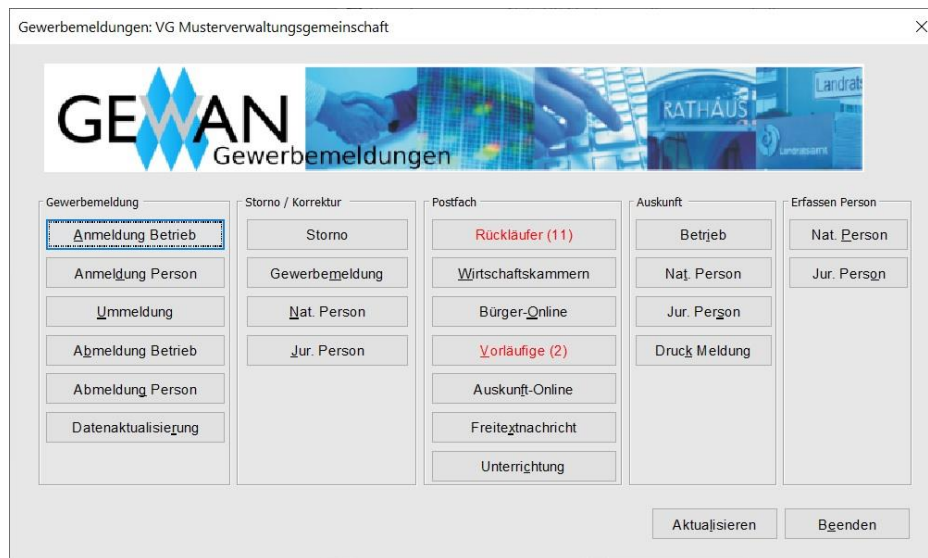 Gewerbemeldungen: VG Musterverwaltungsgemeinschaft
GEWAN
Gewerbemeldungen
RATHAUS
Landrats
Landratsamt
Gewerbemeldung
Anmeldung Betrieb
Anmeldung Person
Ummeldung
Abmeldung Betrieb
Abmeldung Person
Datenaktualisierung
Storno / Korrektur
Storno
Gewerbemeldung
Nat. Person
Jur. Person
Postfach
Rückläufer (11)
Wirtschaftskammern
Bürger-Online
Vorläufige (2)
Auskunft-Online
Freitextnachricht
Unterrichtung
Auskunft
Betrieb
Nat. Person
Jur. Person
Druck Meldung
Erfassen Person
Nat. Person
Jur. Person
Aktualisieren
Beenden